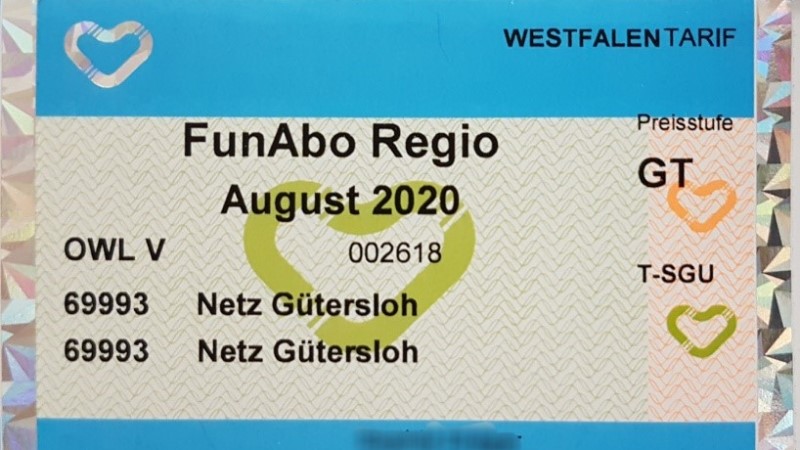 WESTFALENTARIF
FunAbo Regio
Preisstufe
GT
August 2020
OWL V 002618
T-SGU
69993 Netz Gütersloh
69993 Netz Gütersloh